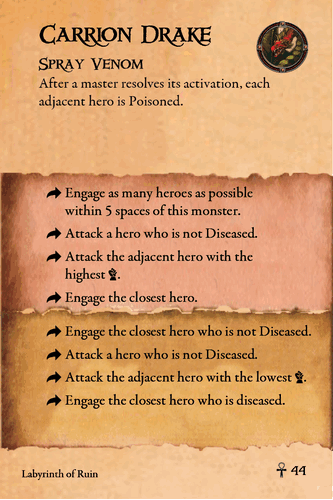 Carrion Drake
Spray Venom
After a master resolves its activation, each
adjacent hero is Poisoned.
Engage as many heroes as possible
within 5 spaces of this monster.
Attack a hero who is not Diseased.
Attack the adjacent hero with the
highest .
Engage the closest hero.
Engage the closest hero who is not Diseased.
Attack a hero who is not Diseased.
Attack the adjacent hero with the lowest .
Engage the closest hero who is diseased.
Labyrinth of Ruin
44